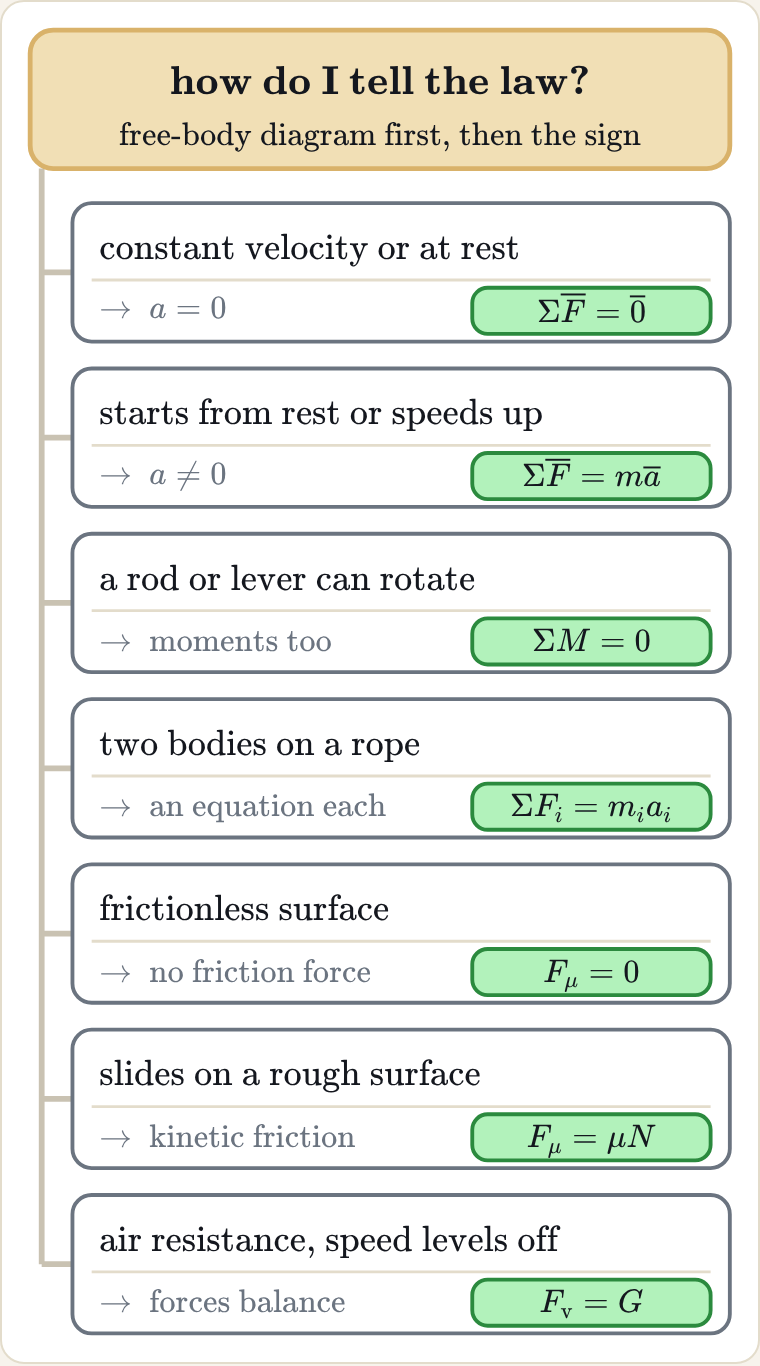 how do I tell the law?
free-body diagram first, then the sign
constant velocity or at rest
→ a = 0
ΣF̅ = 0̅
starts from rest or speeds up
→ a ≠ 0
ΣF̅ = ma̅
a rod or lever can rotate
→ moments too
ΣM = 0
two bodies on a rope
→ an equation each
ΣFᵢ = mᵢaᵢ
frictionless surface
→ no friction force
F_μ = 0
slides on a rough surface
→ kinetic friction
F_μ = μN
air resistance, speed levels off
→ forces balance
F_v = G